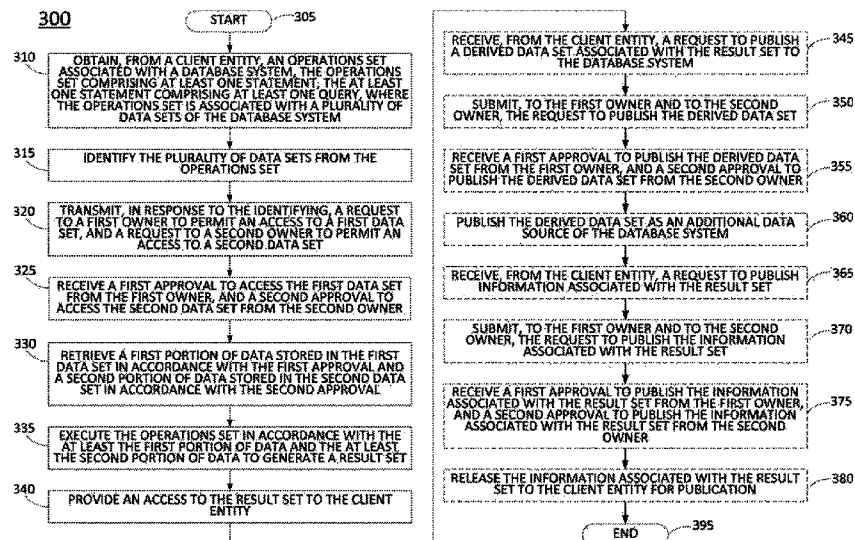 300
START
305
310
OBTAIN, FROM A CLIENT ENTITY, AN OPERATIONS SET
ASSOCIATED WITH A DATABASE SYSTEM, THE OPERATIONS
SET COMPRISING AT LEAST ONE STATEMENT, THE AT LEAST
ONE STATEMENT COMPRISING AT LEAST ONE QUERY, WHERE
THE OPERATIONS SET IS ASSOCIATED WITH A PLURALITY OF
DATA SETS OF THE DATABASE SYSTEM
315
IDENTIFY THE PLURALITY OF DATA SETS FROM THE
OPERATIONS SET
320
TRANSMIT, IN RESPONSE TO THE IDENTIFYING, A REQUEST
TO A FIRST OWNER TO PERMIT AN ACCESS TO A FIRST DATA
SET, AND A REQUEST TO A SECOND OWNER TO PERMIT AN
ACCESS TO A SECOND DATA SET
325
RECEIVE A FIRST APPROVAL TO ACCESS THE FIRST DATA SET
FROM THE FIRST OWNER, AND A SECOND APPROVAL TO
ACCESS THE SECOND DATA SET FROM THE SECOND OWNER
330
RETRIEVE A FIRST PORTION OF DATA STORED IN THE FIRST
DATA SET IN ACCORDANCE WITH THE FIRST APPROVAL AND
A SECOND PORTION OF DATA STORED IN THE SECOND DATA
SET IN ACCORDANCE WITH THE SECOND APPROVAL
335
EXECUTE THE OPERATIONS SET IN ACCORDANCE WITH THE
AT LEAST THE FIRST PORTION OF DATA AND THE AT LEAST
THE SECOND PORTION OF DATA TO GENERATE A RESULT SET
340
PROVIDE AN ACCESS TO THE RESULT SET TO THE CLIENT
ENTITY
RECEIVE, FROM THE CLIENT ENTITY, A REQUEST TO PUBLISH
A DERIVED DATA SET ASSOCIATED WITH THE RESULT SET TO
THE DATABASE SYSTEM
345
SUBMIT, TO THE FIRST OWNER AND TO THE SECOND
OWNER, THE REQUEST TO PUBLISH THE DERIVED DATA SET
350
RECEIVE A FIRST APPROVAL TO PUBLISH THE DERIVED DATA
SET FROM THE FIRST OWNER, AND A SECOND APPROVAL TO
PUBLISH THE DERIVED DATA SET FROM THE SECOND OWNER
355
PUBLISH THE DERIVED DATA SET AS AN ADDITIONAL DATA
SOURCE OF THE DATABASE SYSTEM
360
RECEIVE, FROM THE CLIENT ENTITY, A REQUEST TO PUBLISH
INFORMATION ASSOCIATED WITH THE RESULT SET
365
SUBMIT, TO THE FIRST OWNER AND TO THE SECOND
OWNER, THE REQUEST TO PUBLISH THE INFORMATION
ASSOCIATED WITH THE RESULT SET
370
RECEIVE A FIRST APPROVAL TO PUBLISH THE INFORMATION
ASSOCIATED WITH THE RESULT SET FROM THE FIRST OWNER,
AND A SECOND APPROVAL TO PUBLISH THE INFORMATION
ASSOCIATED WITH THE RESULT SET FROM THE SECOND
OWNER
375
RELEASE THE INFORMATION ASSOCIATED WITH THE RESULT
SET TO THE CLIENT ENTITY FOR PUBLICATION
380
END
395